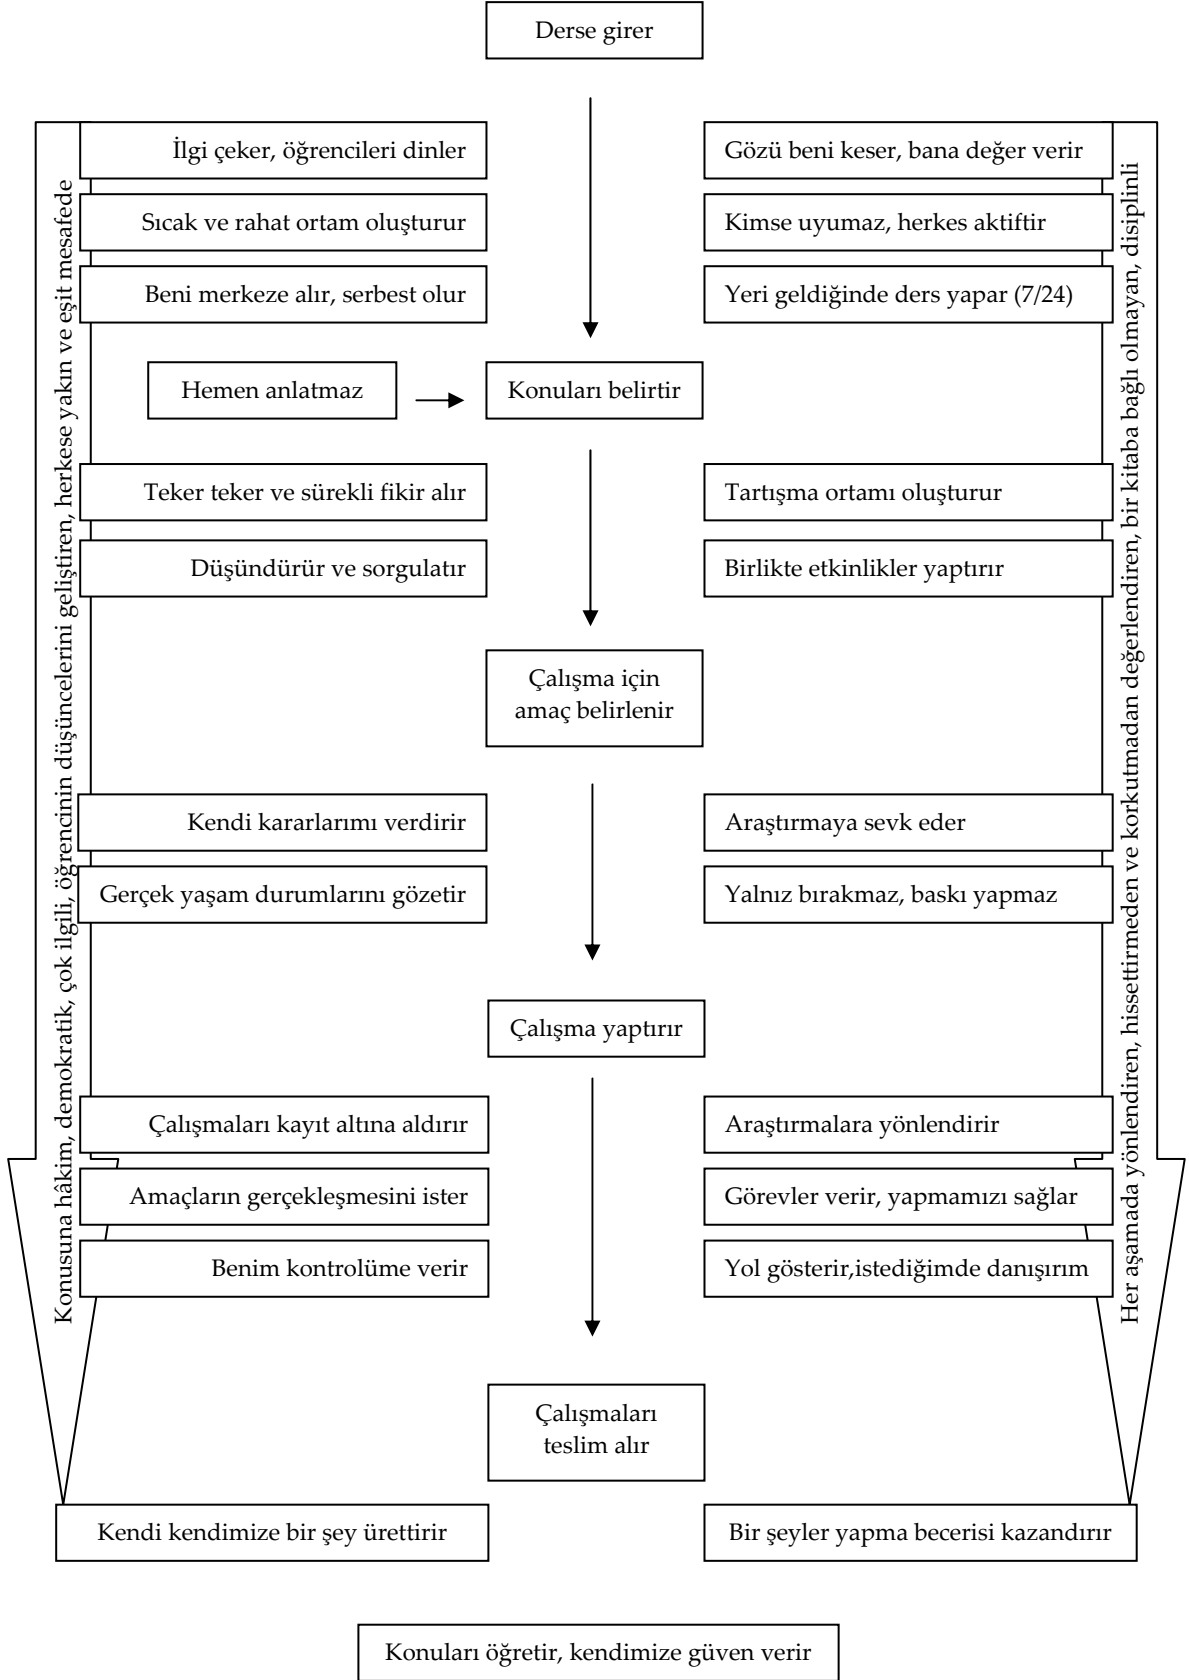 Derse girer
İlgi çeker, öğrencileri dinler
Gözü beni keser, bana değer verir
Sıcak ve rahat ortam oluşturur
Kimse uyumaz, herkes aktiftir
Beni merkeze alır, serbest olur
Yeri geldiğinde ders yapar (7/24)
Hemen anlatmaz
Konuları belirtir
Teker teker ve sürekli fikir alır
Tartışma ortamı oluşturur
Düşündürür ve sorgulatır
Birlikte etkinlikler yaptırır
Çalışma için
amaç belirlenir
Kendi kararlarımı verdirir
Araştırmaya sevk eder
Gerçek yaşam durumlarını gözetir
Yalnız bırakmaz, baskı yapmaz
Çalışma yaptırır
Çalışmaları kayıt altına aldırır
Araştırmalara yönlendirir
Amaçların gerçekleşmesini ister
Görevler verir, yapmamızı sağlar
Benim kontrolüme verir
Yol gösterir,istediğimde danışırım
Çalışmaları
teslim alır
Kendi kendimize bir şey ürettirir
Bir şeyler yapma becerisi kazandırır
Konuları öğretir, kendimize güven verir
Konusuna hâkim, demokratik, çok ilgili, öğrencinin düşüncelerini geliştiren, herkese yakın ve eşit mesafede
Her aşamada yönlendiren, hissettirmeden ve korkutmadan değerlendiren, bir kitaba bağlı olmayan, disiplinli